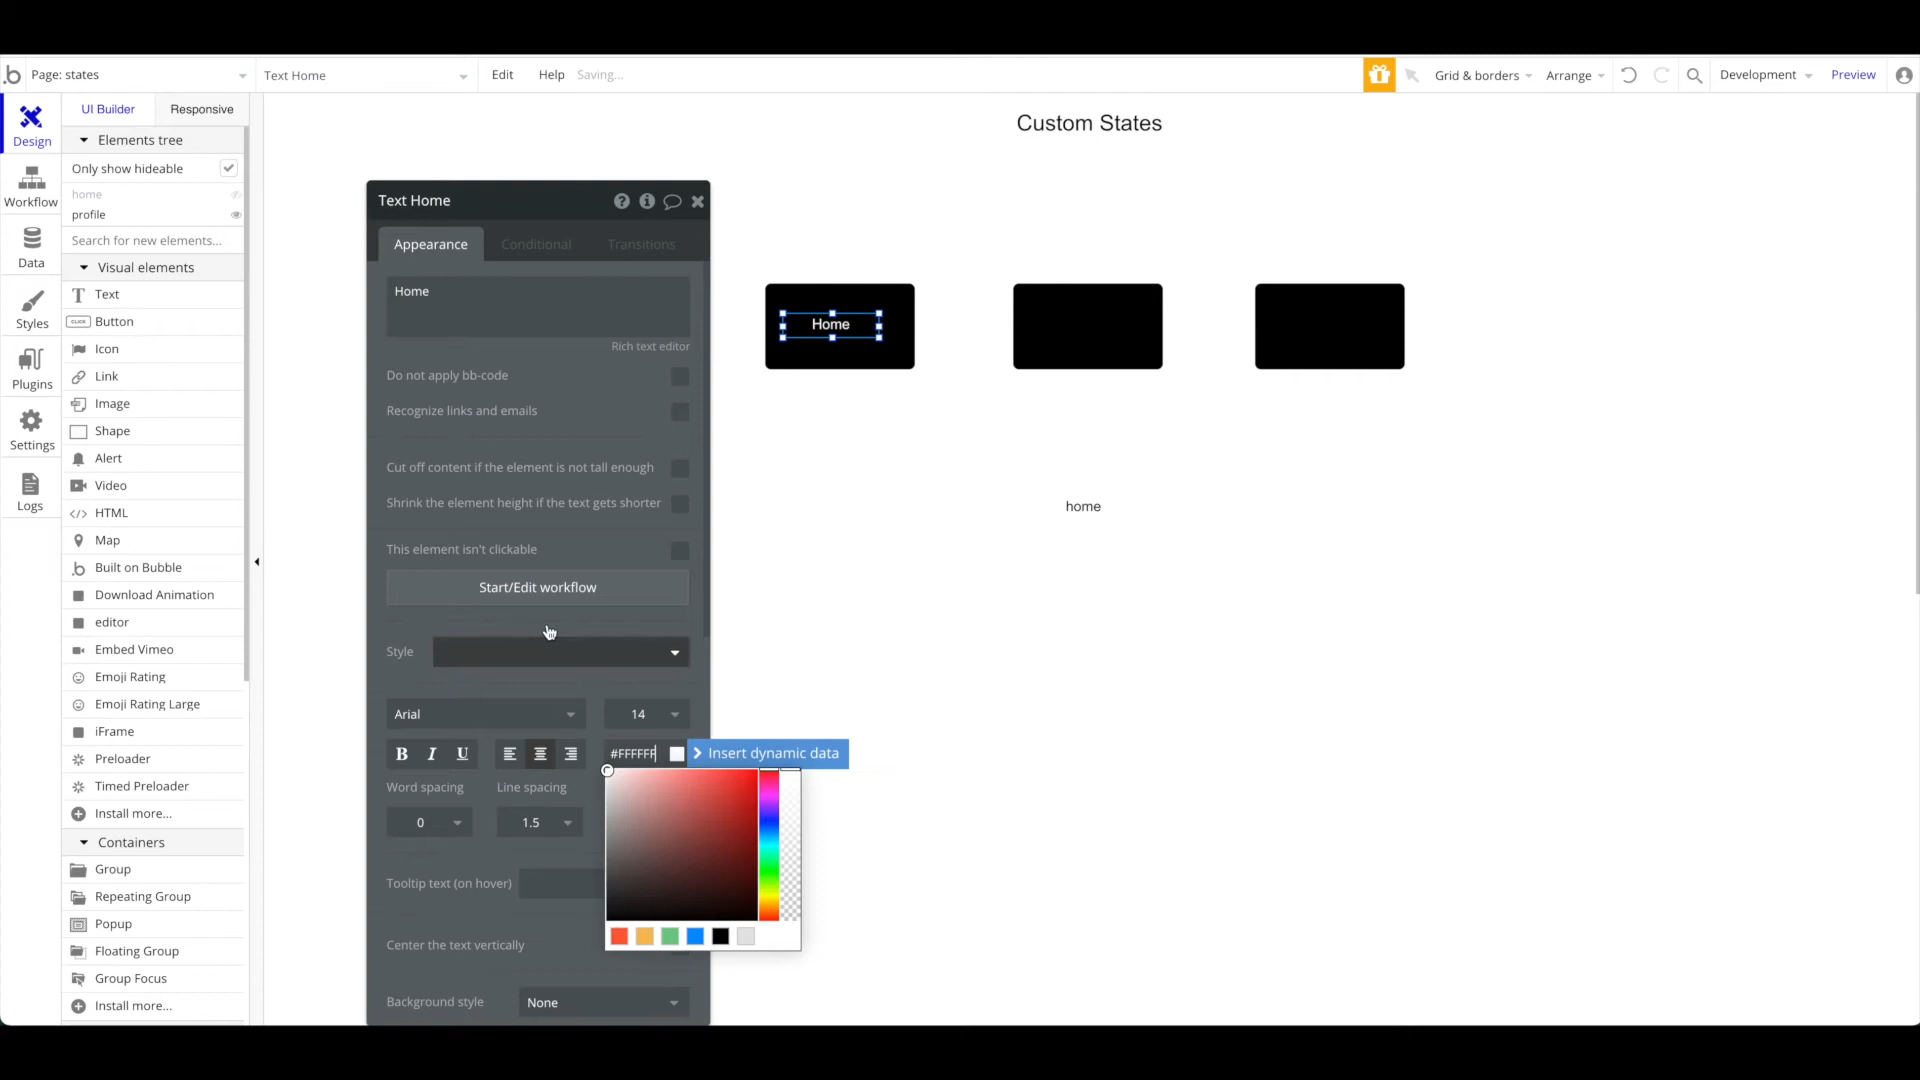 Page: states
Text Home
Edit
Help
Saving...
Grid & borders
Arrange
Development
Preview
Design
Workflow
Data
Styles
Plugins
Settings
Logs
UI Builder
Responsive
Elements tree
Only show hideable
home
profile
Search for new elements...
Visual elements
Text
CLICK Button
Icon
Link
Image
Shape
Alert
Video
</> HTML
Map
Built on Bubble
Download Animation
editor
Embed Vimeo
Emoji Rating
Emoji Rating Large
iFrame
Preloader
Timed Preloader
Install more...
Containers
Group
Repeating Group
Popup
Floating Group
Group Focus
Install more...
Text Home
Appearance
Conditional
Transitions
Home
Rich text editor
Do not apply bb-code
Recognize links and emails
Cut off content if the element is not tall enough
Shrink the element height if the text gets shorter
This element isn't clickable
Start/Edit workflow
Style
Arial
14
B I U
#FFFFFF
Insert dynamic data
Word spacing
Line spacing
0
1.5
Tooltip text (on hover)
Center the text vertically
Background style
None
Custom States
Home
home